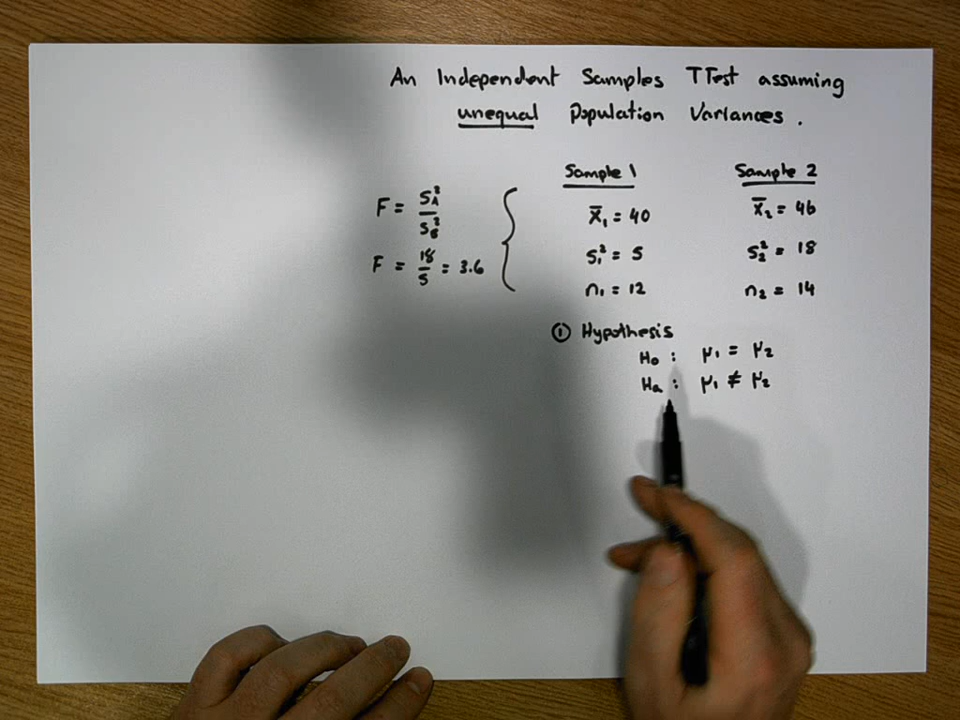 An Independent Samples TTest assuming
unequal Population Variances.
Sample 1 Sample 2
F = S²A / S²B
x̄₁ = 40 x̄₂ = 46
S₁² = 5 S₂² = 18
F = 18/5 = 3.6
n₁ = 12 n₂ = 14
① Hypothesis
H₀ : μ₁ = μ₂
Ha : μ₁ ≠ μ₂